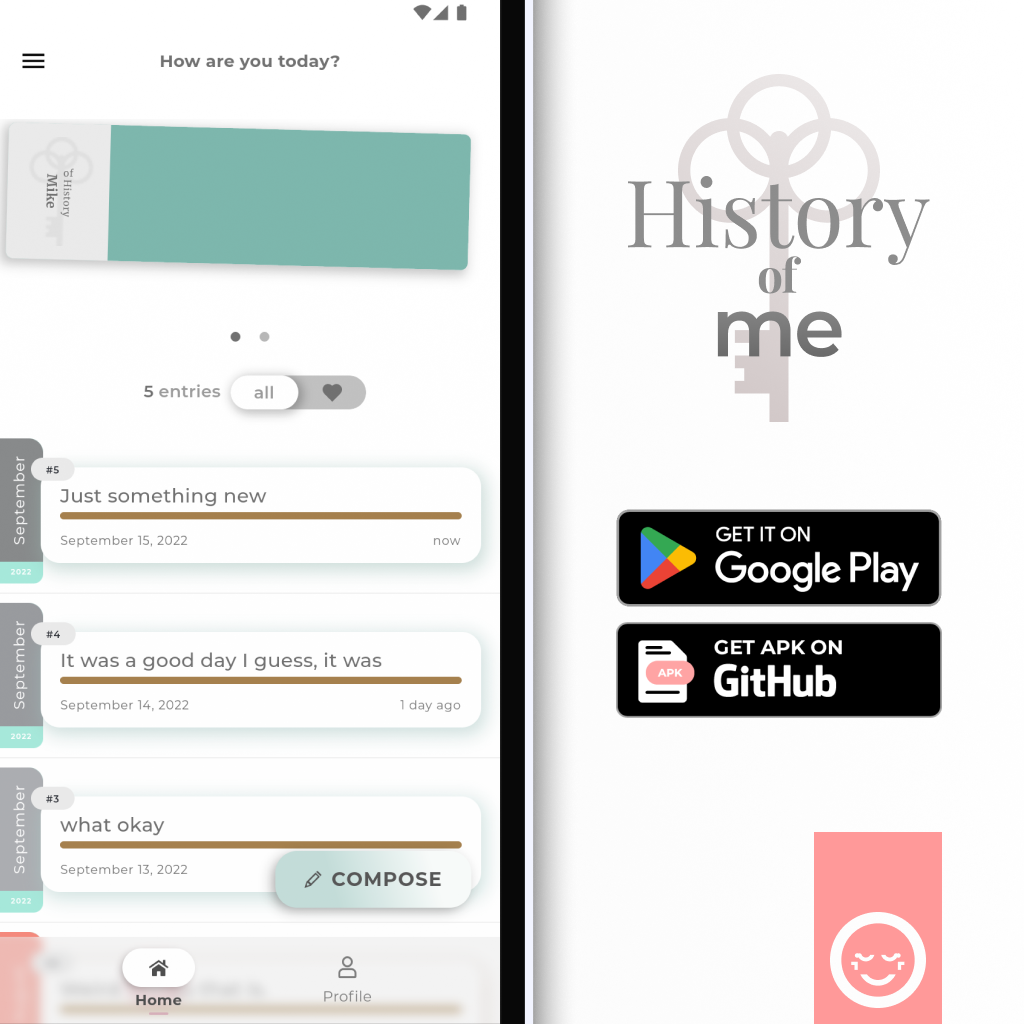 How are you today?
of History
Mike
5 entries
all
September
2022
#5
Just something new
September 15, 2022
now
September
2022
#4
It was a good day I guess, it was
September 14, 2022
1 day ago
September
2022
#3
what okay
September 13, 2022
COMPOSE
Home
Profile
History
of
me
GET IT ON
Google Play
GET APK ON
APK
GitHub